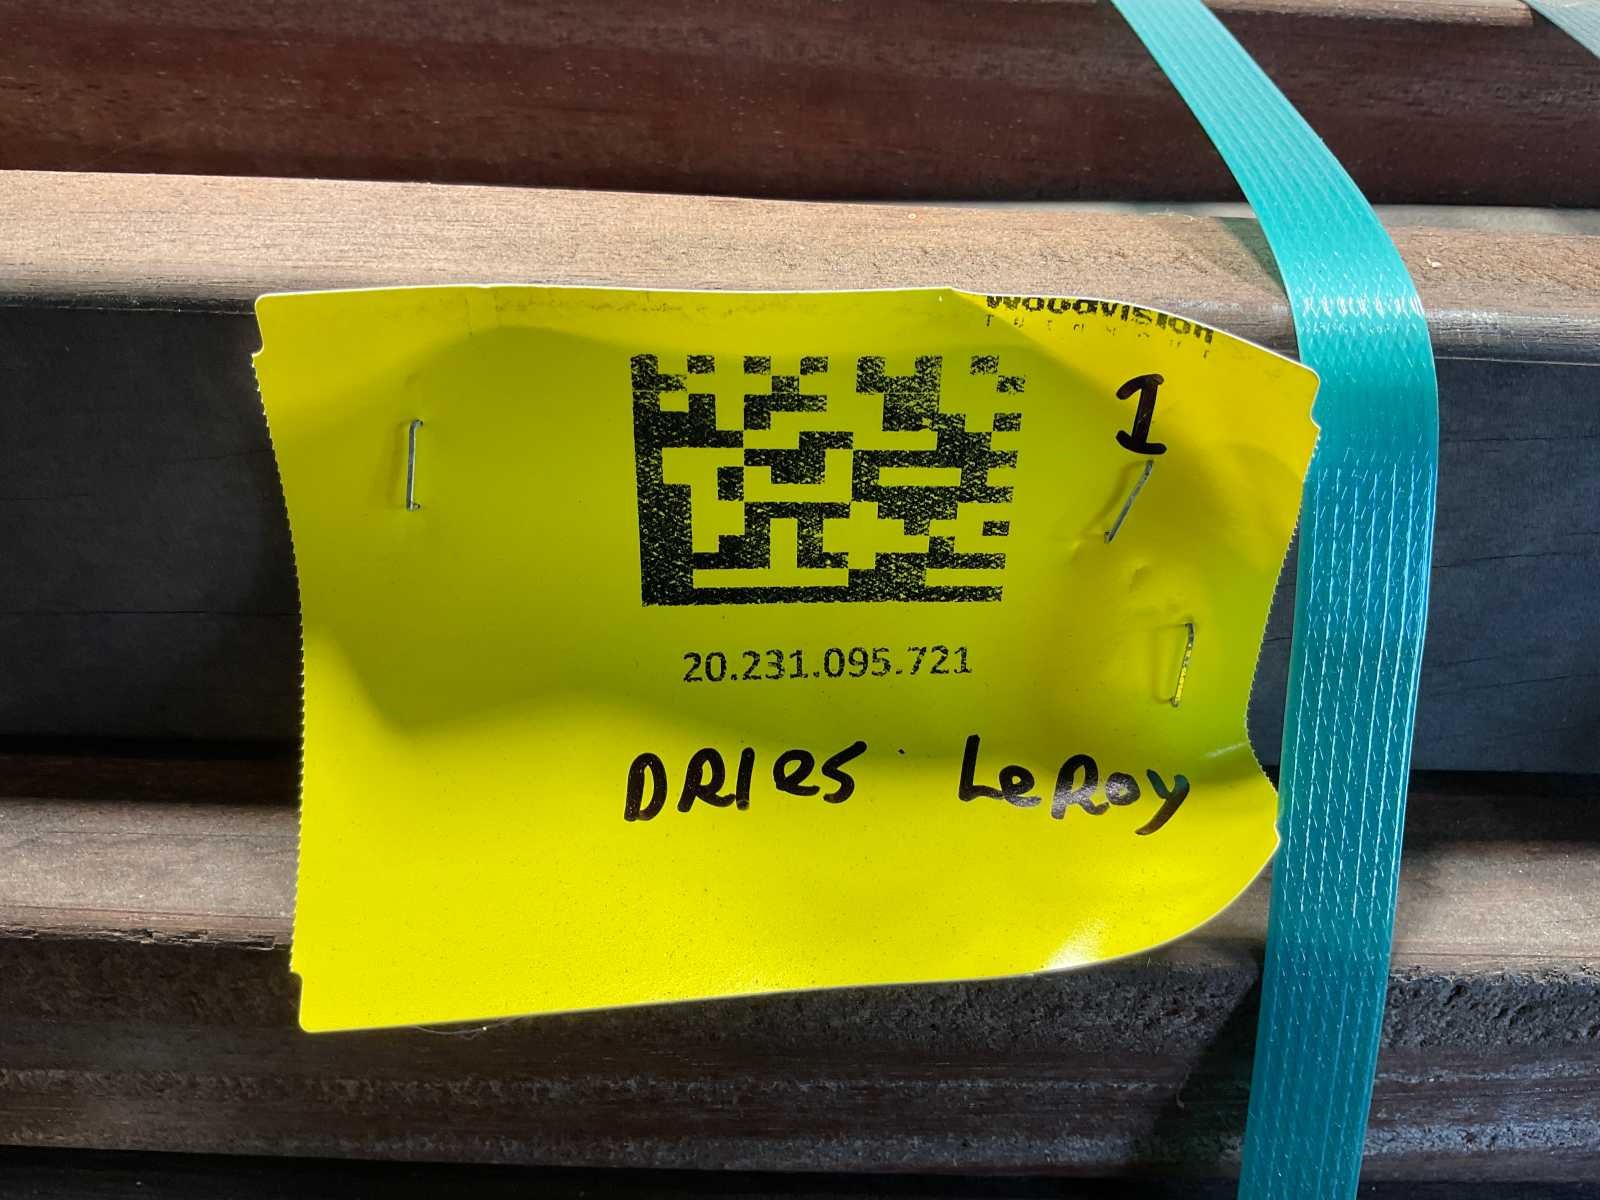 woodvision
1
20.231.095.721
DRIES LeRoy